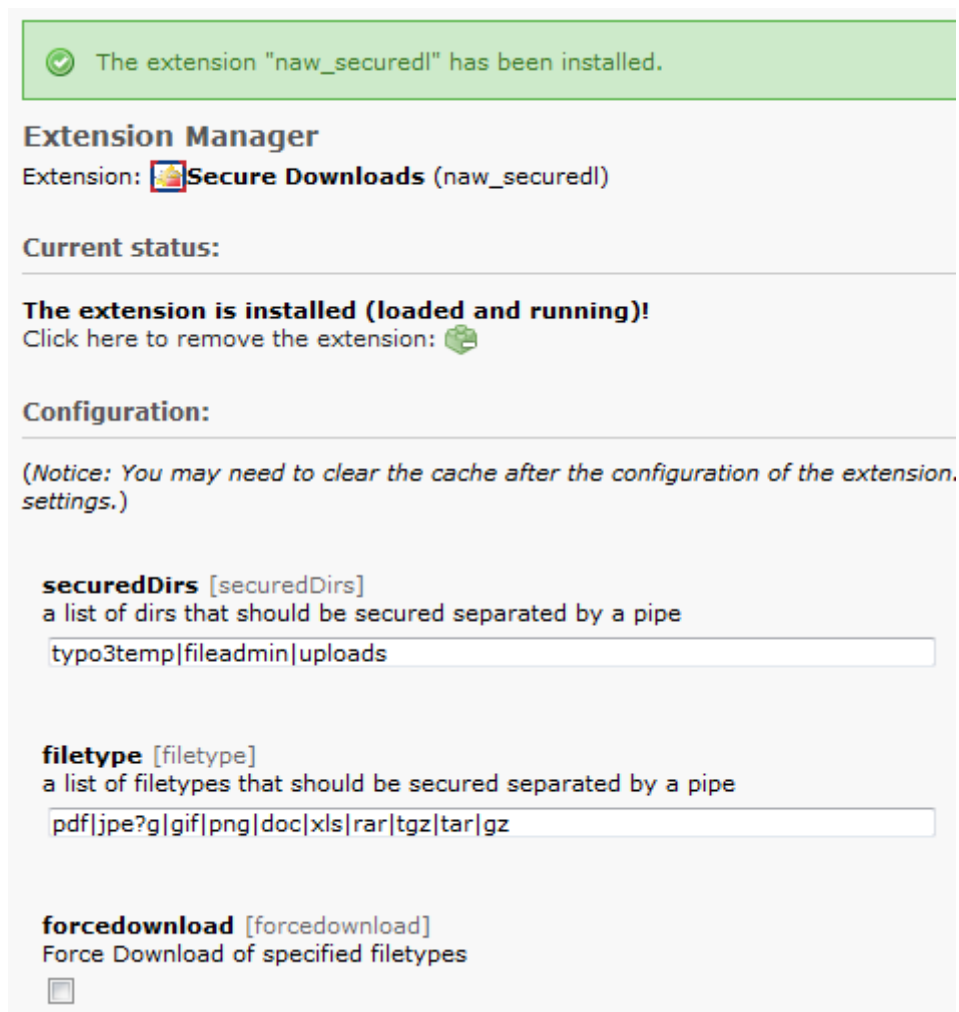 The extension "naw_securedl" has been installed.
Extension Manager
Extension: Secure Downloads (naw_securedl)
Current status:
The extension is installed (loaded and running)!
Click here to remove the extension:
Configuration:
(Notice: You may need to clear the cache after the configuration of the extension.
settings.)
securedDirs [securedDirs]
a list of dirs that should be secured separated by a pipe
typo3temp|fileadmin|uploads
filetype [filetype]
a list of filetypes that should be secured separated by a pipe
pdf|jpe?g|gif|png|doc|xls|rar|tgz|tar|gz
forcedownload [forcedownload]
Force Download of specified filetypes